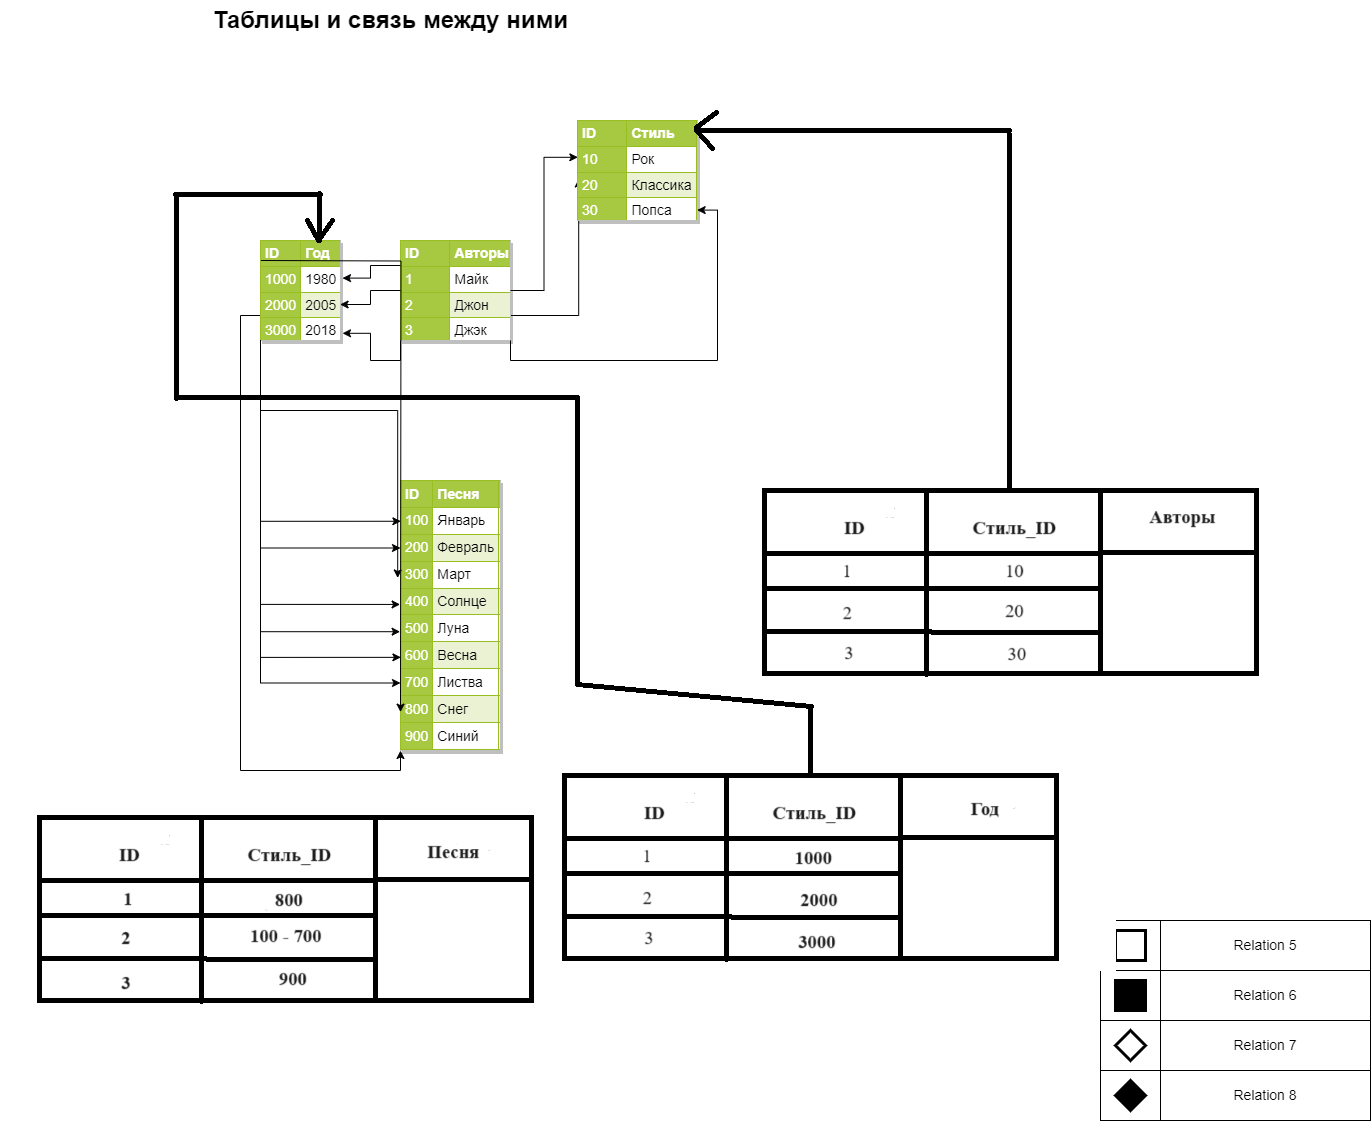 Таблицы и связь между ними
ID Стиль
10 Рок
20 Классика
30 Попса
ID Год
1000 1980
2000 2005
3000 2018
ID Авторы
1 Майк
2 Джон
3 Джэк
ID Песня
100 Январь
200 Февраль
300 Март
400 Солнце
500 Луна
600 Весна
700 Листва
800 Снег
900 Синий
ID Стиль_ID Авторы
1 10
2 20
3 30
ID Стиль_ID Год
1 1000
2 2000
3 3000
ID Стиль_ID Песня
1 800
2 100 - 700
3 900
Relation 5
Relation 6
Relation 7
Relation 8